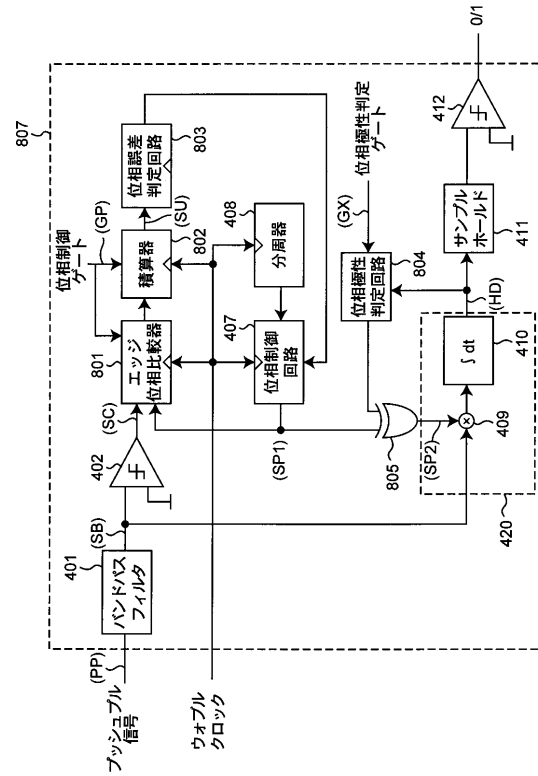 807
プッシュプル
信号
(PP)
401
バンドパス
フィルタ
(SB)
402
(SC)
位相制御
ゲート
(GP)
801
エッジ
位相比較器
積算器
802
(SU)
位相誤差
判定回路
803
ウォブル
クロック
407
位相制御
回路
408
分周器
(SP1)
位相極性判定
ゲート
(GX)
位相極性
判定回路
804
805
(SP2)
409
∫ dt
410
420
(HD)
サンプル
ホールド
411
412
0/1